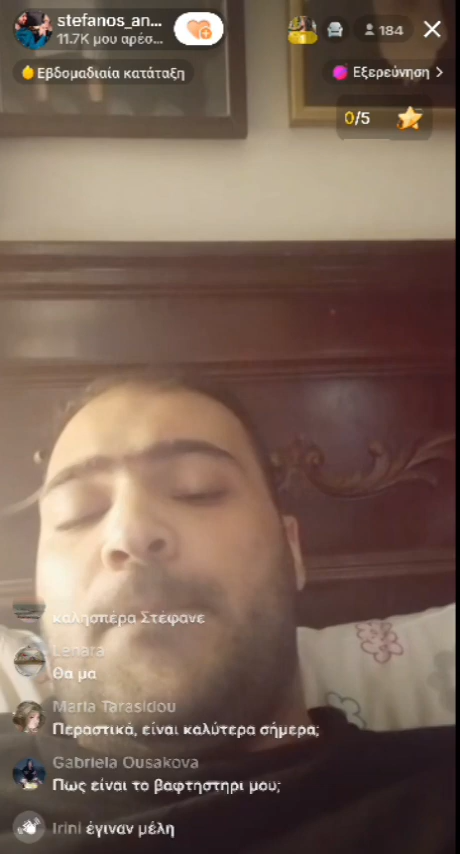 stefanos_an...
11.7K μου αρέσ...
184
Εβδομαδιαία κατάταξη
Εξερεύνηση
0/5
καλησπέρα Στέφανε
Lenara
Θα μα
Maria Tarasidou
Περαστικά, είναι καλύτερα σήμερα;
Gabriela Ousakova
Πως είναι το βαφτηστηρι μου;
Irini έγιναν μέλη